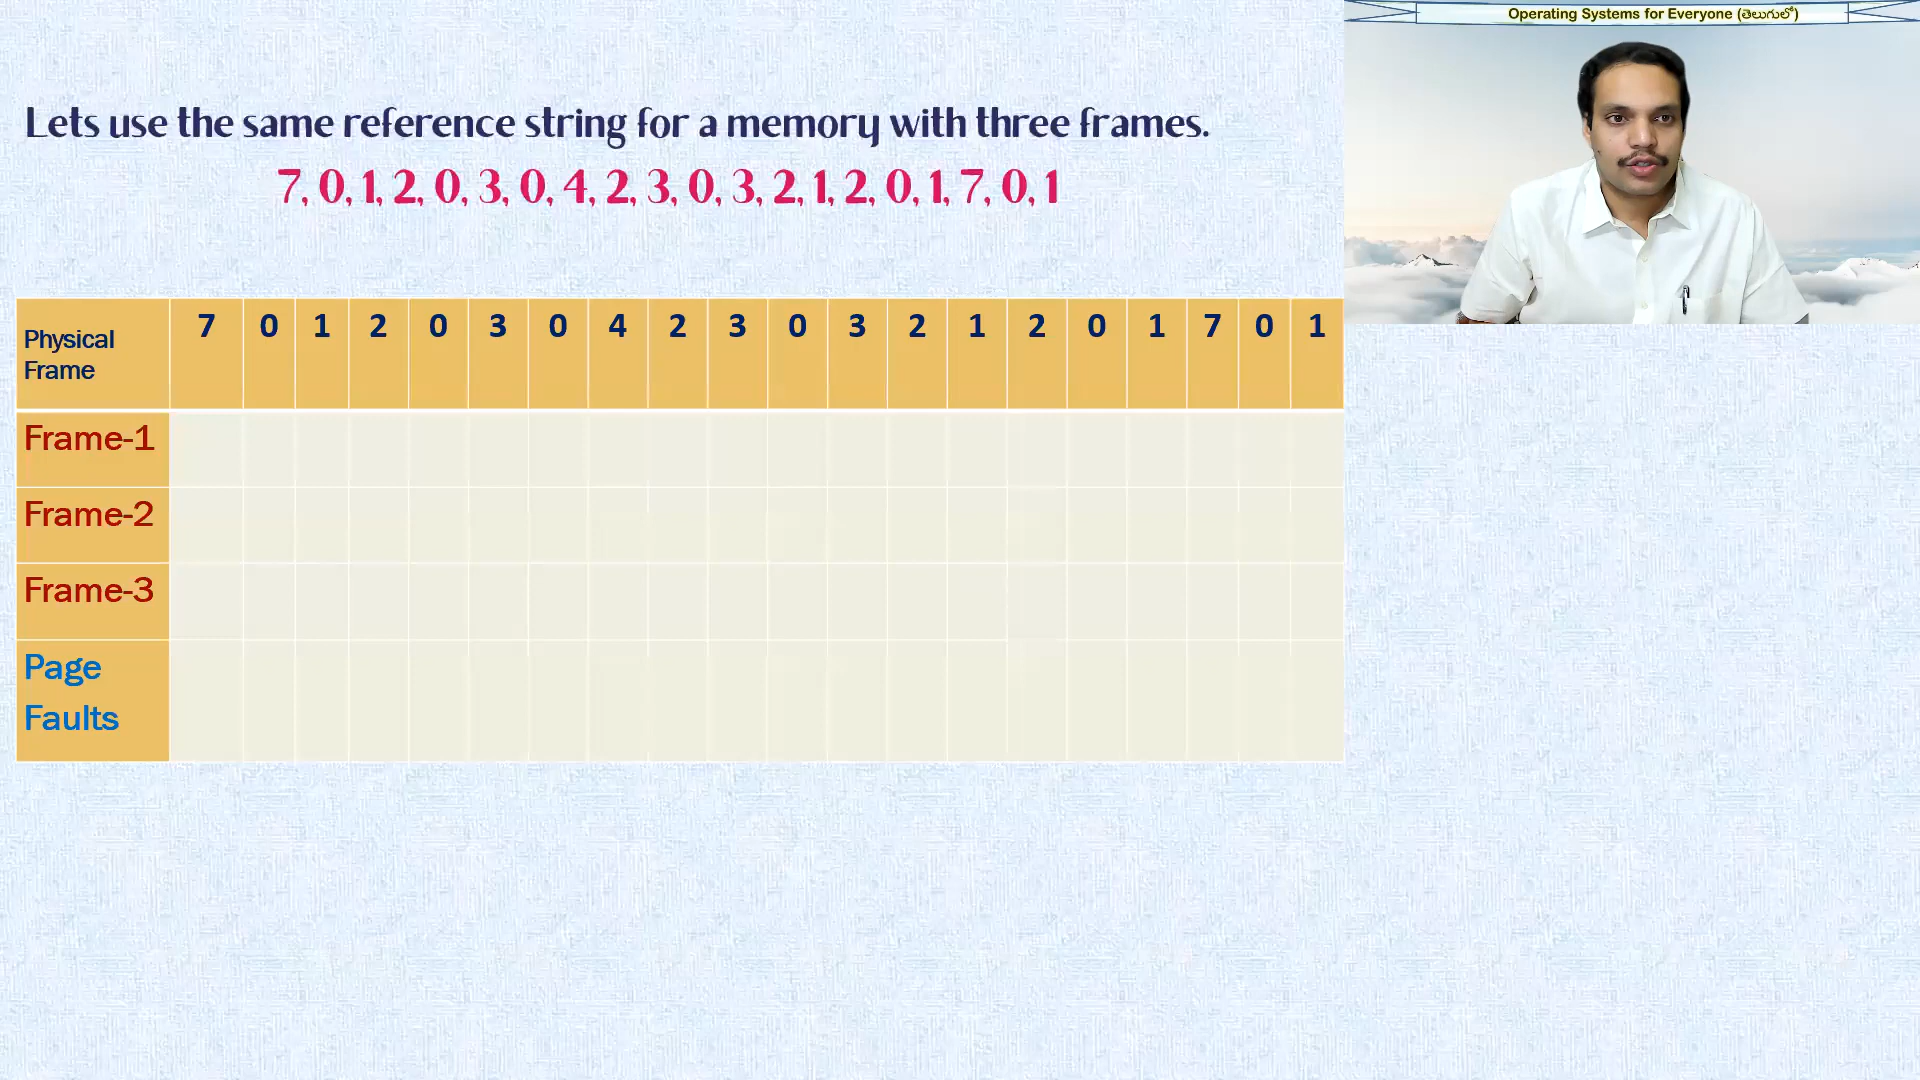 Operating Systems for Everyone (తెలుగులో)
Lets use the same reference string for a memory with three frames.
7, 0, 1, 2, 0, 3, 0, 4, 2, 3, 0, 3, 2, 1, 2, 0, 1, 7, 0, 1
Physical Frame 7 0 1 2 0 3 0 4 2 3 0 3 2 1 2 0 1 7 0 1
Frame-1
Frame-2
Frame-3
Page
Faults